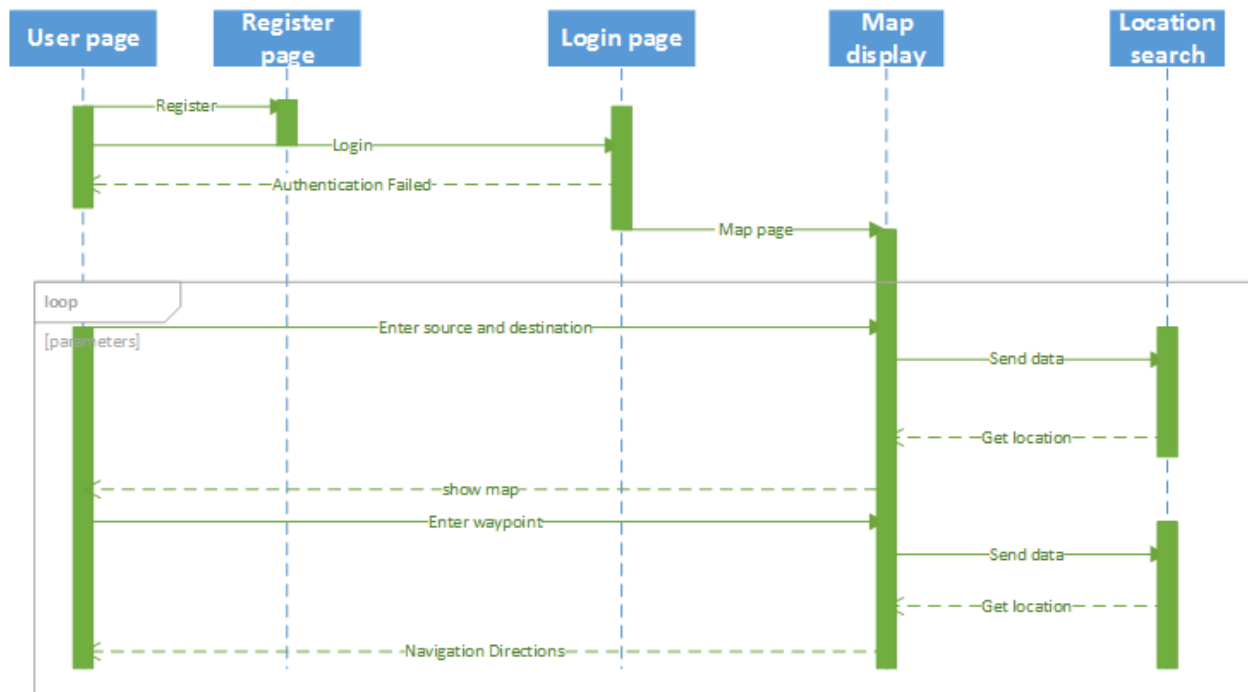 User page
Register
page
Login page
Map
display
Location
search
Register
Login
Authentication Failed
Map page
loop
[parameters]
Enter source and destination
Send data
Get location
show map
Enter waypoint
Send data
Get location
Navigation Directions